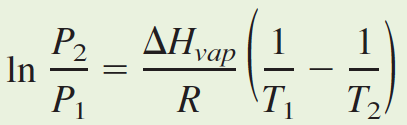 ln P₂/P₁ = ΔHvap/R (1/T₁ − 1/T₂)